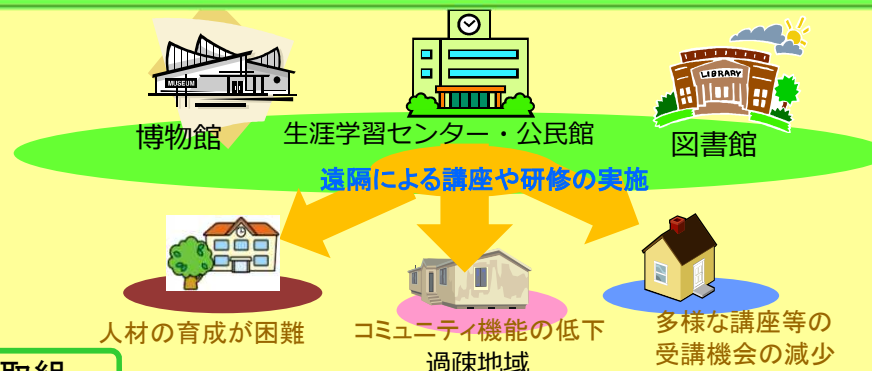 MUSEUM
LIBRARY
博物館
生涯学習センター・公民館
図書館
遠隔による講座や研修の実施
人材の育成が困難
コミュニティ機能の低下
多様な講座等の
受講機会の減少
過疎地域
取組